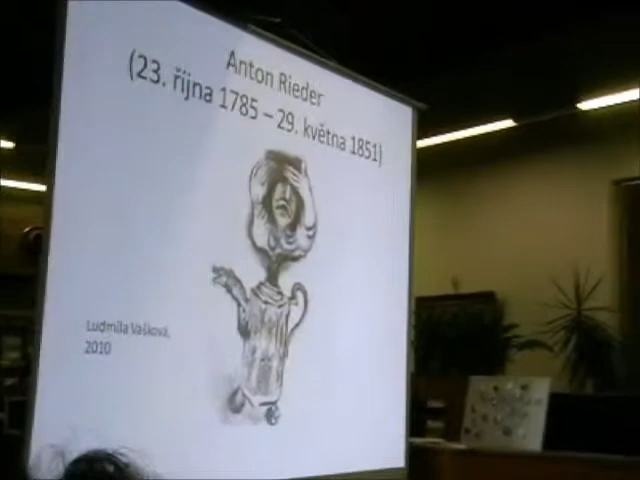 Anton Rieder
(23. října 1785 – 29. května 1851)
Ludmila Vašková,
2010